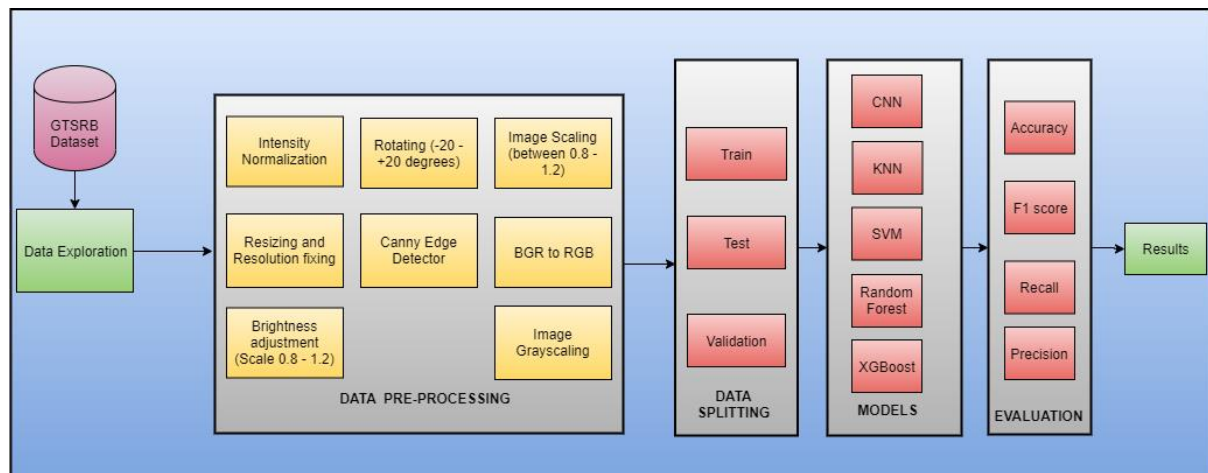 GTSRB
Dataset
Data Exploration
Intensity
Normalization
Rotating (-20 -
+20 degrees)
Image Scaling
(between 0.8 -
1.2)
Resizing and
Resolution fixing
Canny Edge
Detector
BGR to RGB
Brightness
adjustment
(Scale 0.8 - 1.2)
Image
Grayscaling
DATA PRE-PROCESSING
Train
Test
Validation
DATA
SPLITTING
CNN
KNN
SVM
Random
Forest
XGBoost
MODELS
Accuracy
F1 score
Recall
Precision
EVALUATION
Results